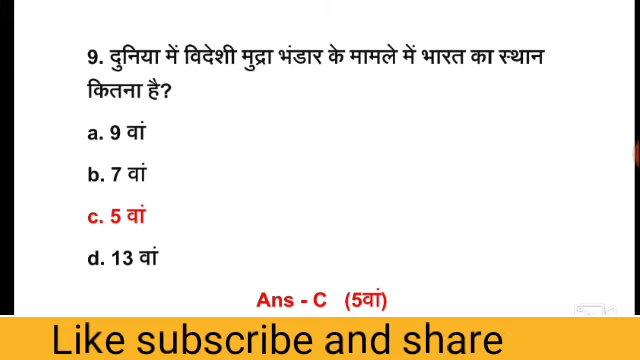 9. दुनिया में विदेशी मुद्रा भंडार के मामले में भारत का स्थान
कितना है?
a. 9 वां
b. 7 वां
c. 5 वां
d. 13 वां
Ans - C (5वां)
Like subscribe and share